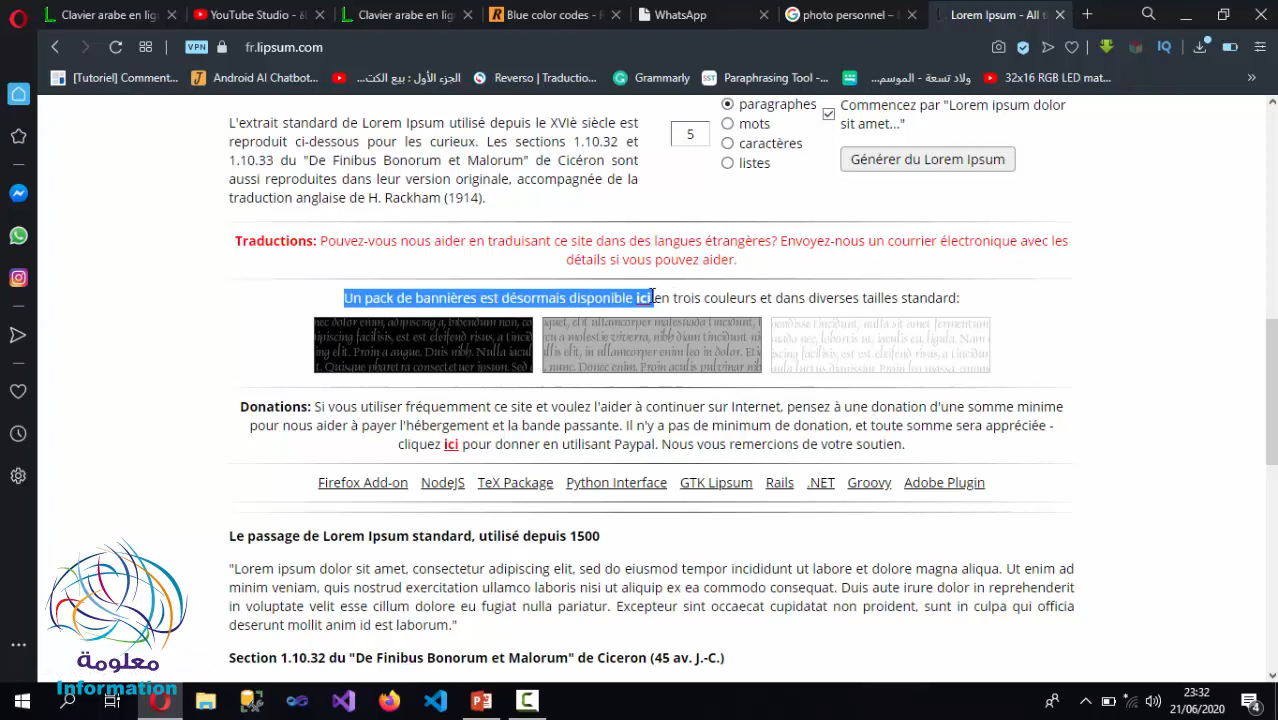 Clavier arabe en lig
YouTube Studio -
Clavier arabe en lig
Blue color codes -
WhatsApp
photo personnel –
Lorem Ipsum - All t
VPN
fr.lipsum.com
IQ
[Tutoriel] Comment...
Android AI Chatbot...
الجزء الأول : بيع الكت...
Reverso | Traductio...
Grammarly
Paraphrasing Tool -...
ولاد تسعة - الموسم...
32x16 RGB LED mat...
L'extrait standard de Lorem Ipsum utilisé depuis le XVIè siècle est
reproduit ci-dessous pour les curieux. Les sections 1.10.32 et
1.10.33 du "De Finibus Bonorum et Malorum" de Cicéron sont
aussi reproduites dans leur version originale, accompagnée de la
traduction anglaise de H. Rackham (1914).
5
paragraphes
mots
caractères
listes
Commencez par "Lorem ipsum dolor
sit amet..."
Générer du Lorem Ipsum
Traductions: Pouvez-vous nous aider en traduisant ce site dans des langues étrangères? Envoyez-nous un courrier électronique avec les
détails si vous pouvez aider.
Un pack de bannières est désormais disponible ici en trois couleurs et dans diverses tailles standard:
Donations: Si vous utiliser fréquemment ce site et voulez l'aider à continuer sur Internet, pensez à une donation d'une somme minime
pour nous aider à payer l'hébergement et la bande passante. Il n'y a pas de minimum de donation, et toute somme sera appréciée -
cliquez ici pour donner en utilisant Paypal. Nous vous remercions de votre soutien.
Firefox Add-on NodeJS TeX Package Python Interface GTK Lipsum Rails .NET Groovy Adobe Plugin
Le passage de Lorem Ipsum standard, utilisé depuis 1500
"Lorem ipsum dolor sit amet, consectetur adipiscing elit, sed do eiusmod tempor incididunt ut labore et dolore magna aliqua. Ut enim ad
minim veniam, quis nostrud exercitation ullamco laboris nisi ut aliquip ex ea commodo consequat. Duis aute irure dolor in reprehenderit
in voluptate velit esse cillum dolore eu fugiat nulla pariatur. Excepteur sint occaecat cupidatat non proident, sunt in culpa qui officia
deserunt mollit anim id est laborum."
Section 1.10.32 du "De Finibus Bonorum et Malorum" de Ciceron (45 av. J.-C.)
معلومة
Information
23:32
21/06/2020
4